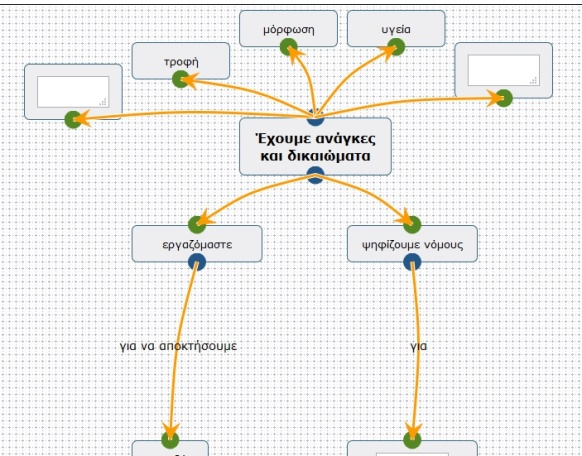 μόρφωση
υγεία
τροφή
Έχουμε ανάγκες
και δικαιώματα
εργαζόμαστε
ψηφίζουμε νόμους
για να αποκτήσουμε
για